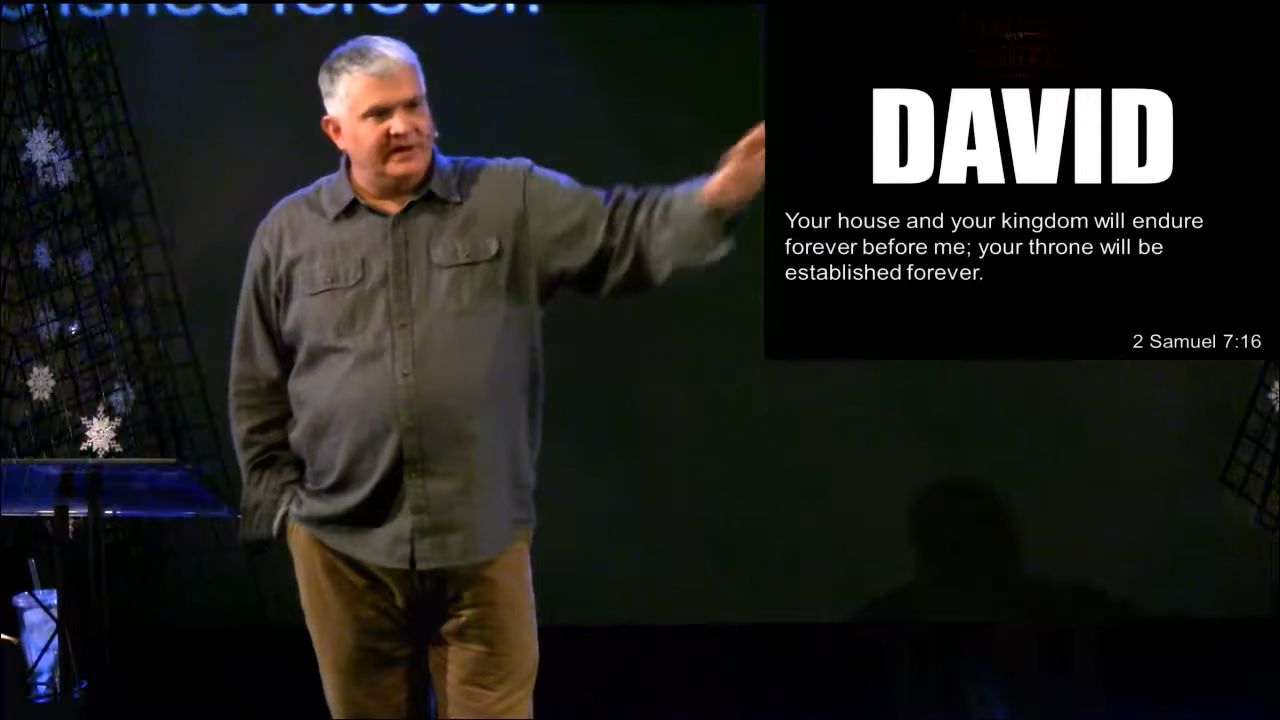 forever.
DAVID
Your house and your kingdom will endure
forever before me; your throne will be
established forever.
2 Samuel 7:16